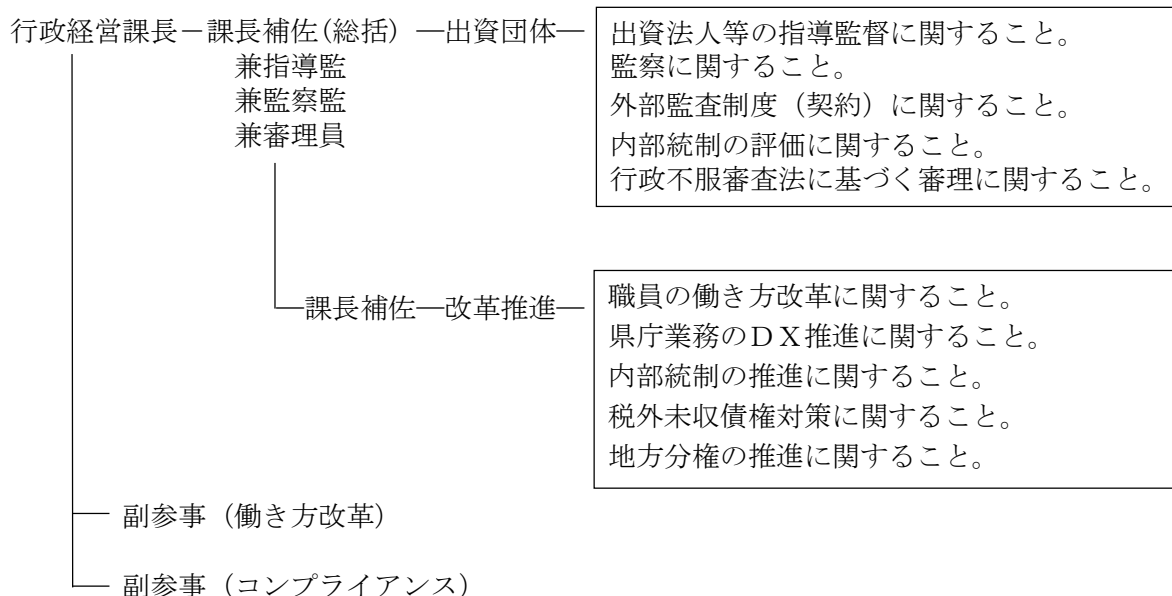 行政経営課長－課長補佐(総括)―出資団体―
兼指導監
兼監察監
兼審理員
出資法人等の指導監督に関すること。
監察に関すること。
外部監査制度（契約）に関すること。
内部統制の評価に関すること。
行政不服審査法に基づく審理に関すること。
課長補佐―改革推進―
職員の働き方改革に関すること。
県庁業務のＤＸ推進に関すること。
内部統制の推進に関すること。
税外未収債権対策に関すること。
地方分権の推進に関すること。
副参事（働き方改革）
副参事（コンプライアンス）